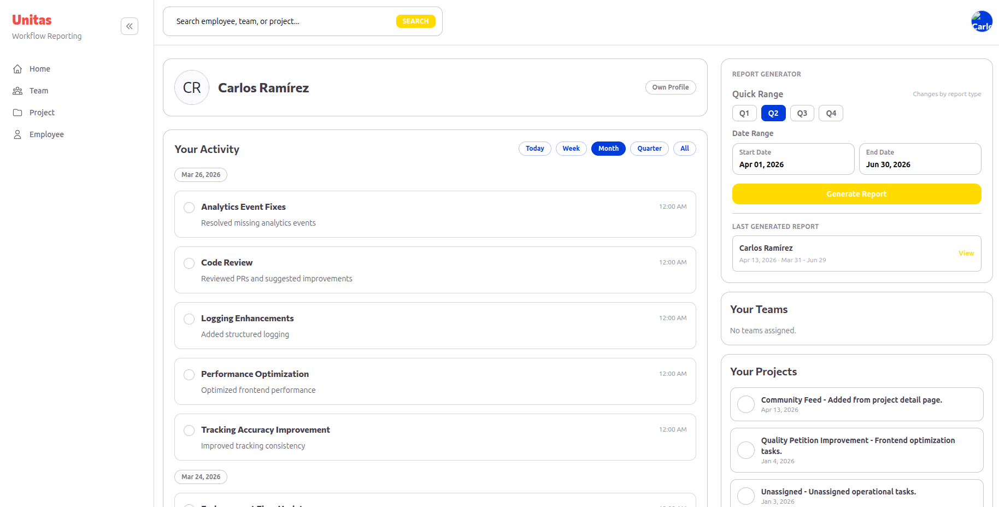 Unitas
Workflow Reporting
Home
Team
Project
Employee
Search employee, team, or project...
SEARCH
CR
Carlos Ramírez
Own Profile
Your Activity
Today
Week
Month
Quarter
All
Mar 26, 2026
Analytics Event Fixes
12:00 AM
Resolved missing analytics events
Code Review
12:00 AM
Reviewed PRs and suggested improvements
Logging Enhancements
12:00 AM
Added structured logging
Performance Optimization
12:00 AM
Optimized frontend performance
Tracking Accuracy Improvement
12:00 AM
Improved tracking consistency
Mar 24, 2026
REPORT GENERATOR
Quick Range
Changes by report type
Q1
Q2
Q3
Q4
Date Range
Start Date
Apr 01, 2026
End Date
Jun 30, 2026
Generate Report
LAST GENERATED REPORT
Carlos Ramírez
Apr 13, 2026 · Mar 31 - Jun 29
View
Your Teams
No teams assigned.
Your Projects
Community Feed - Added from project detail page.
Apr 13, 2026
Quality Petition Improvement - Frontend optimization
tasks.
Jan 4, 2026
Unassigned - Unassigned operational tasks.
Jan 3, 2026